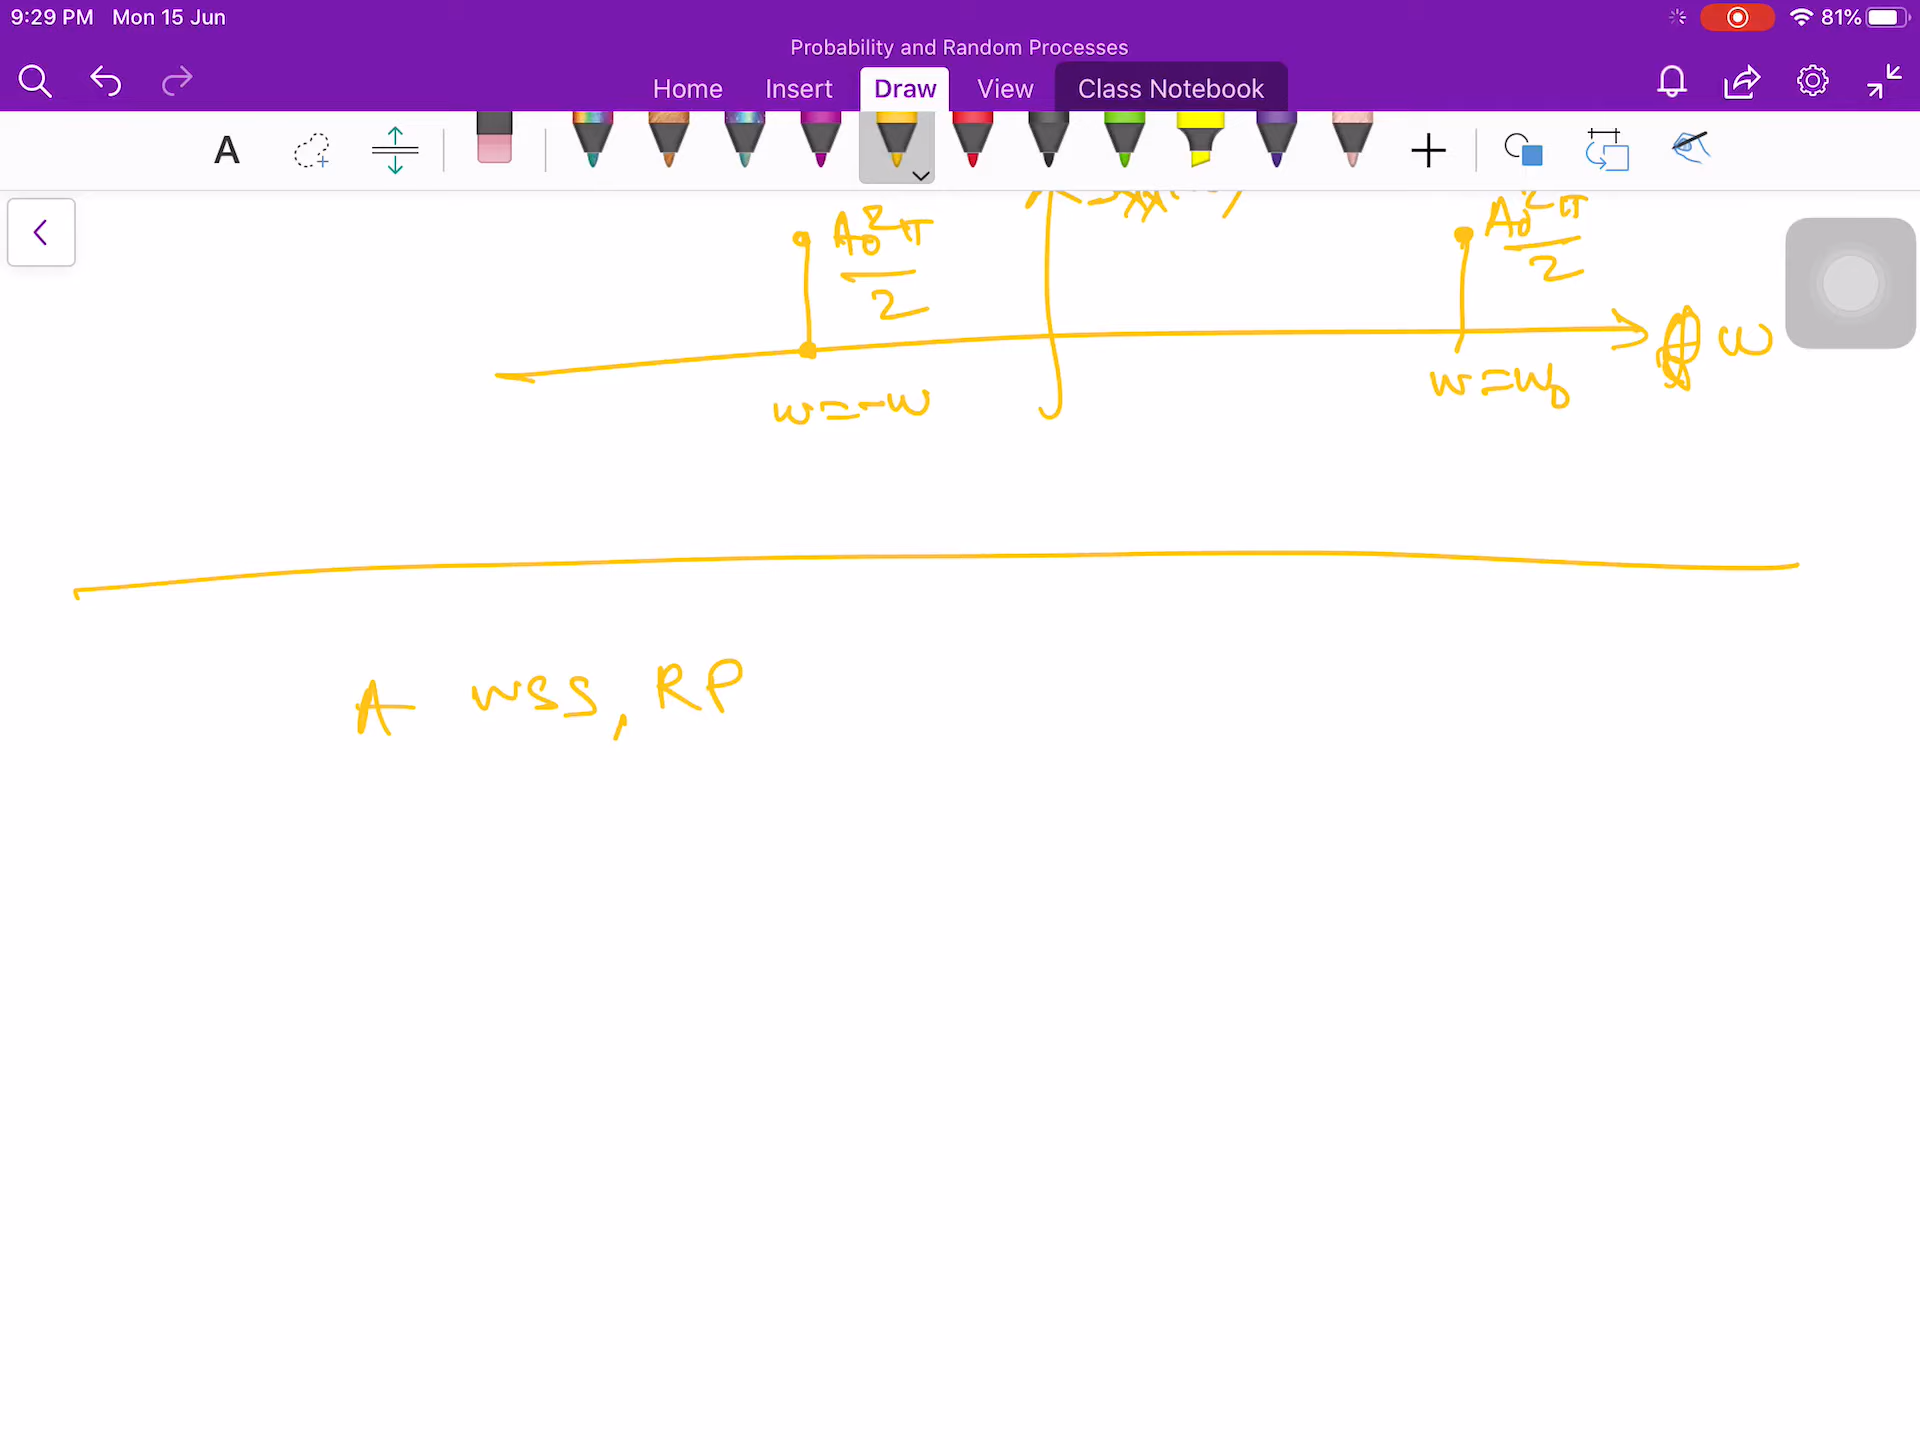 9:29 PM Mon 15 Jun
81%
Probability and Random Processes
Home Insert Draw View Class Notebook
A
A₀²π
2
A₀²π
2
ω
ω=-ω
ω=ω₀
A WSS, RP